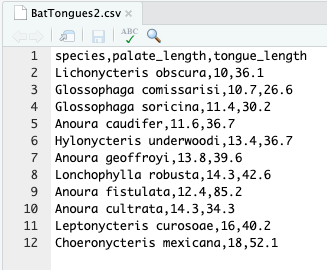 BatTongues2.csv
ABC
1 species,palate_length,tongue_length
2 Lichonycteris obscura,10,36.1
3 Glossophaga comissarisi,10.7,26.6
4 Glossophaga soricina,11.4,30.2
5 Anoura caudifer,11.6,36.7
6 Hylonycteris underwoodi,13.4,36.7
7 Anoura geoffroyi,13.8,39.6
8 Lonchophylla robusta,14.3,42.6
9 Anoura fistulata,12.4,85.2
10 Anoura cultrata,14.3,34.3
11 Leptonycteris curosoae,16,40.2
12 Choeronycteris mexicana,18,52.1